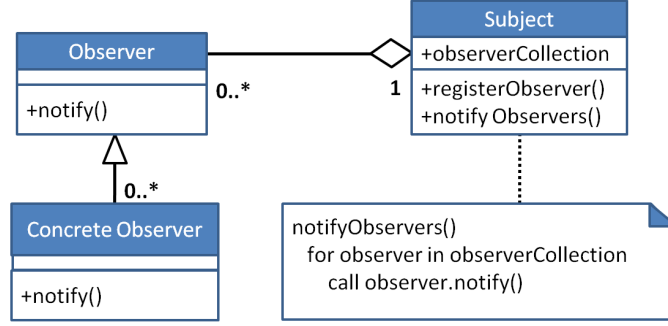 Observer
+notify()
0..*
1
Subject
+observerCollection
+registerObserver()
+notify Observers()
0..*
Concrete Observer
+notify()
notifyObservers()
for observer in observerCollection
call observer.notify()